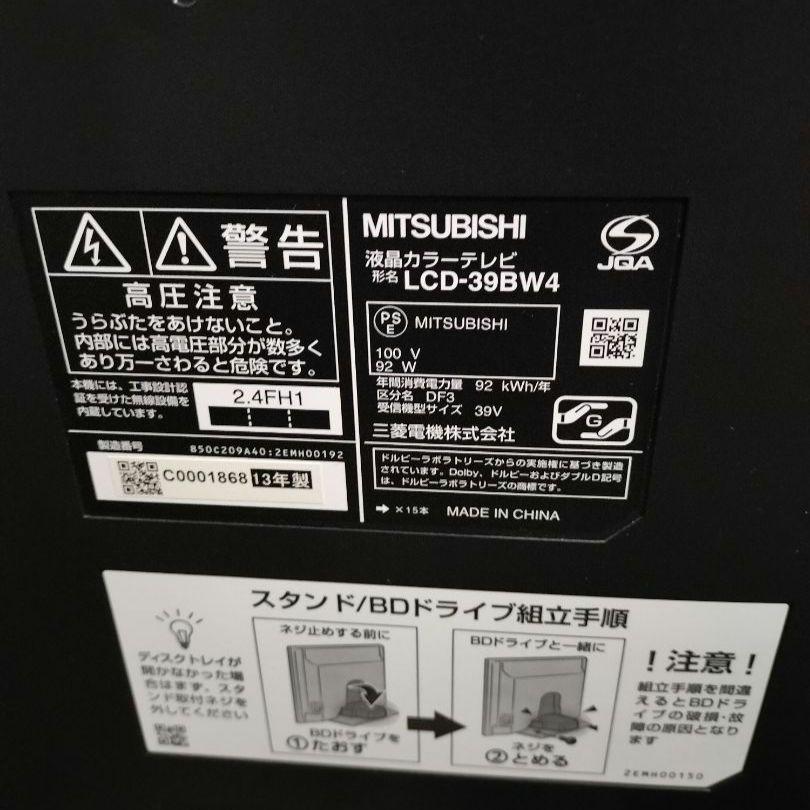 警告
高圧注意
うらぶたをあけないこと。
内部には高電圧部分が数多く
あり万一さわると危険です。
本機には、工事設計認
証を受けた無線設備を
内蔵しています。
2.4FH1
製造番号 850C209A40:2EMH00192
C0001868 13年製
MITSUBISHI
JQA
液晶カラーテレビ
形名 LCD-39BW4
PS
E MITSUBISHI
100 V
92 W
年間消費電力量 92 kWh/年
区分名 DF3
受信機型サイズ 39V
三菱電機株式会社
G
ドルビーラボラトリーズからの実施権に基づき製造
されています。Dolby、ドルビーおよびダブルD記号
は、ドルビーラボラトリーズの商標です。
➡ ×15本 MADE IN CHINA
スタンド/BDドライブ組立手順
ディスクトレイが
開かなかった場
合はまず、スタ
ンド取付ネジを
外してください
ネジ止めする前に
BDドライブを
①たおす
BDドライブと一緒に
ネジを
②とめる
！注意！
組立手順を間違
えるとBDドラ
イブの破損・故
障の原因となり
ます
2EMH00150